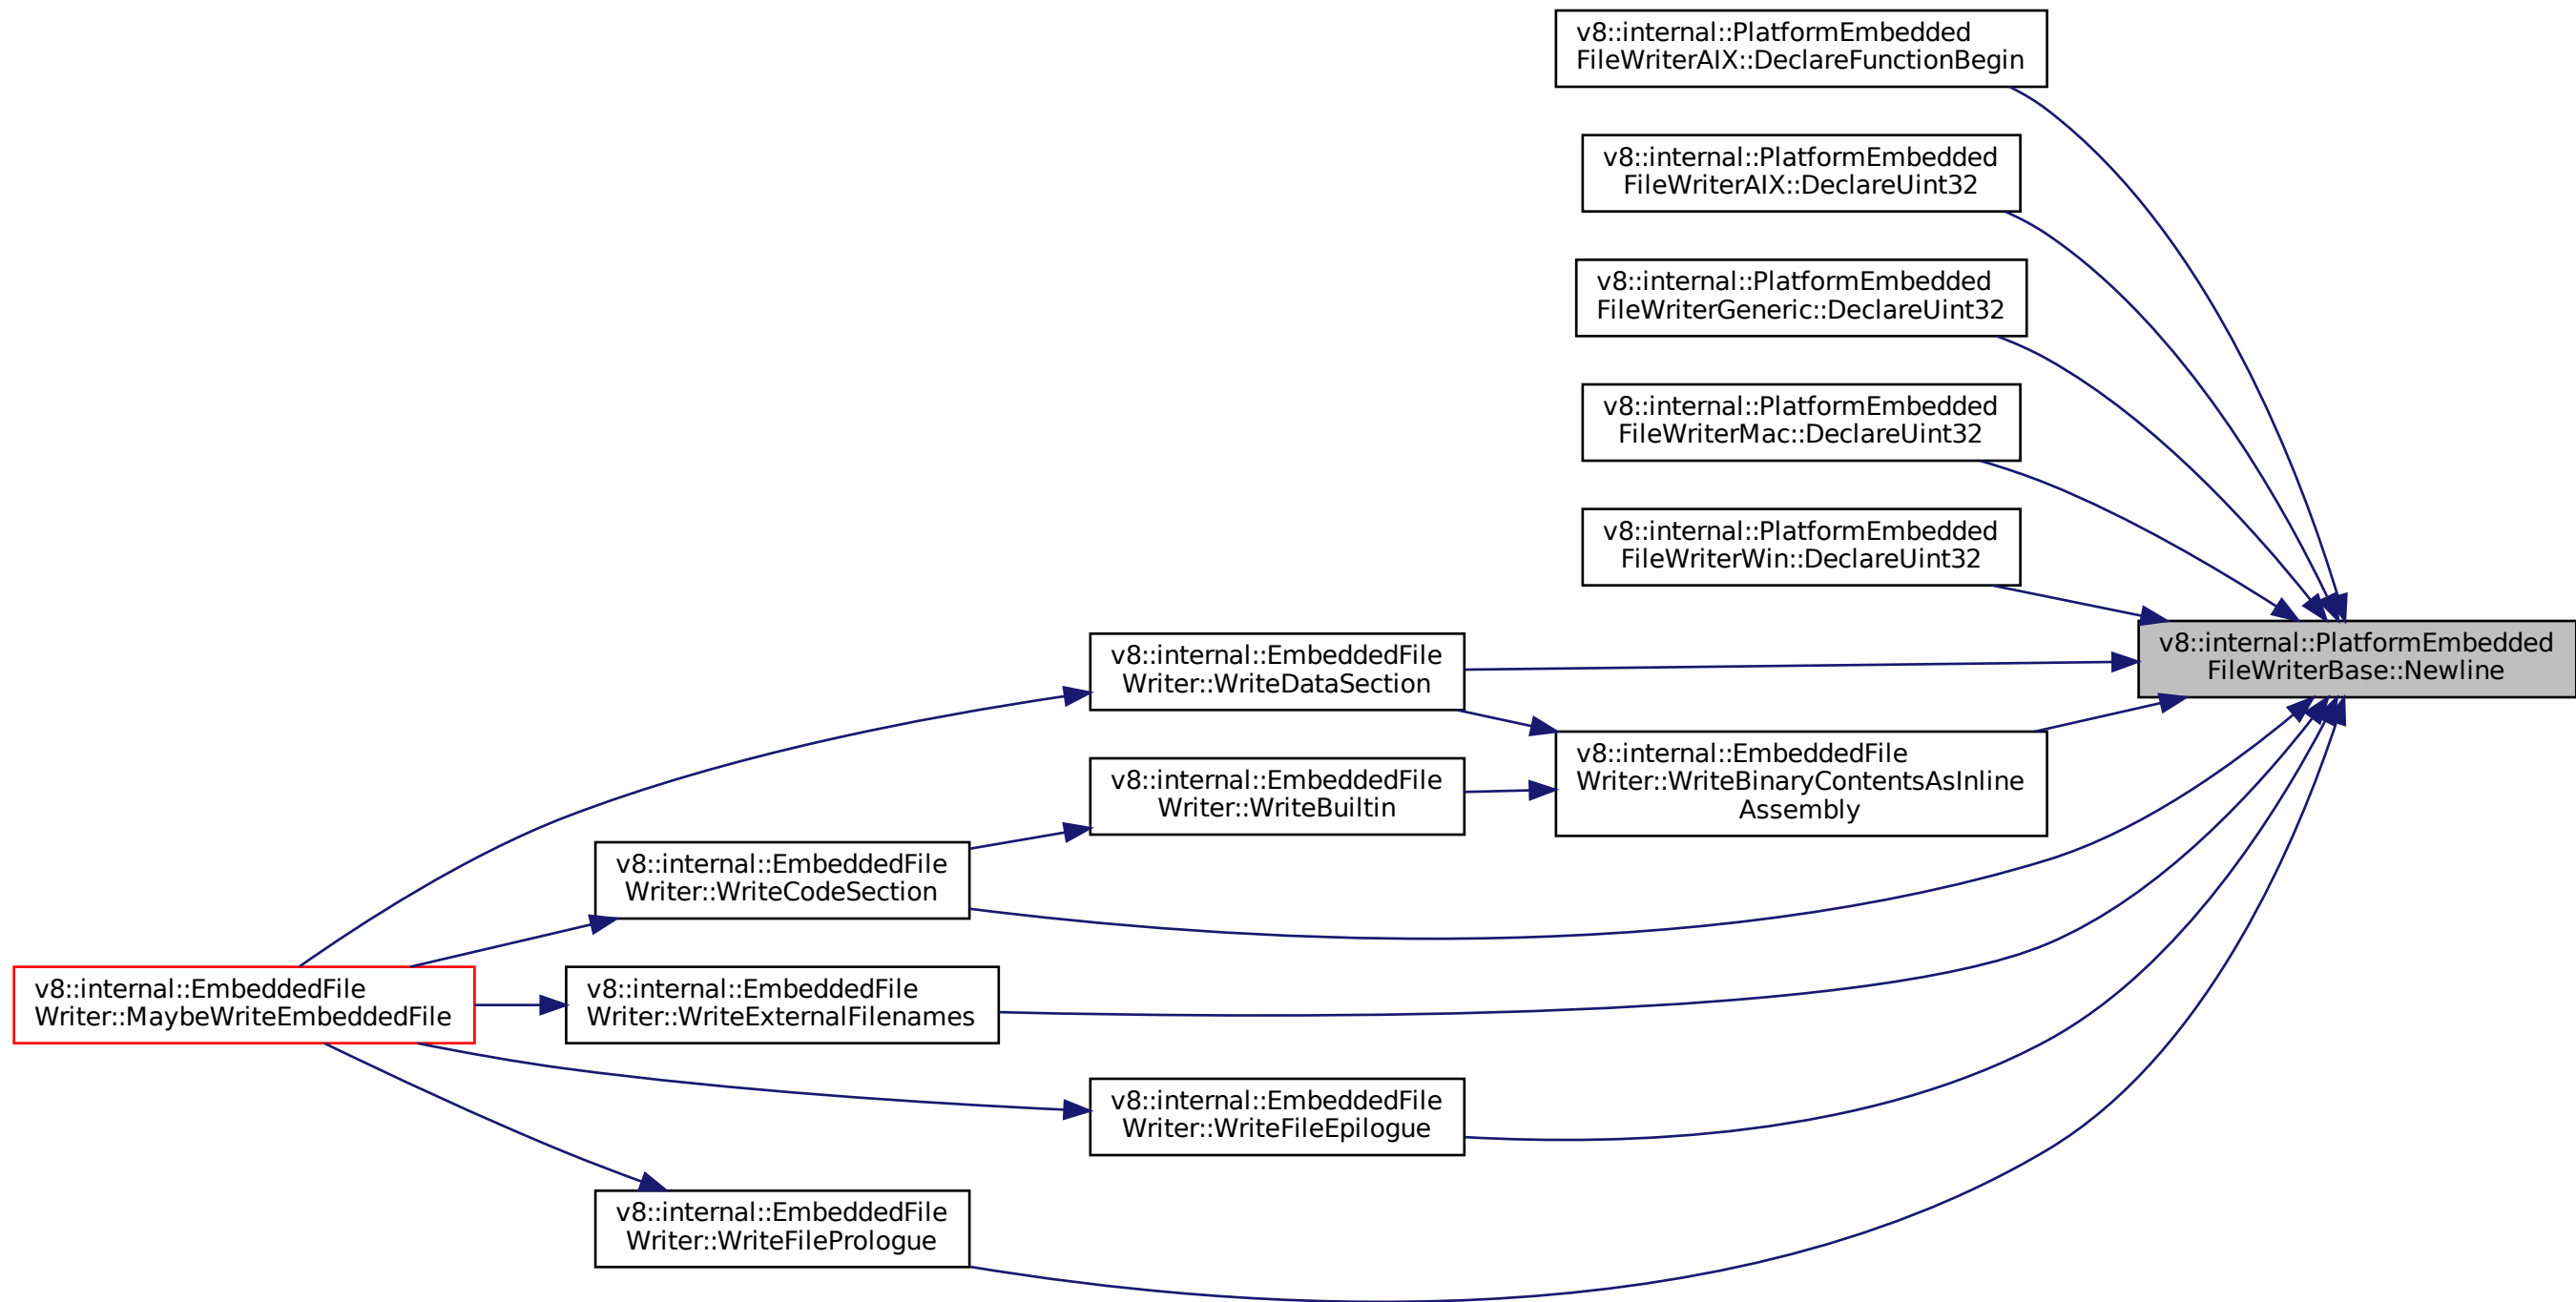 v8::internal::PlatformEmbedded
FileWriterAIX::DeclareFunctionBegin
v8::internal::PlatformEmbedded
FileWriterAIX::DeclareUint32
v8::internal::PlatformEmbedded
FileWriterGeneric::DeclareUint32
v8::internal::PlatformEmbedded
FileWriterMac::DeclareUint32
v8::internal::PlatformEmbedded
FileWriterWin::DeclareUint32
v8::internal::PlatformEmbedded
FileWriterBase::Newline
v8::internal::EmbeddedFile
Writer::WriteDataSection
v8::internal::EmbeddedFile
Writer::WriteBinaryContentsAsInline
Assembly
v8::internal::EmbeddedFile
Writer::WriteBuiltin
v8::internal::EmbeddedFile
Writer::WriteCodeSection
v8::internal::EmbeddedFile
Writer::MaybeWriteEmbeddedFile
v8::internal::EmbeddedFile
Writer::WriteExternalFilenames
v8::internal::EmbeddedFile
Writer::WriteFileEpilogue
v8::internal::EmbeddedFile
Writer::WriteFilePrologue